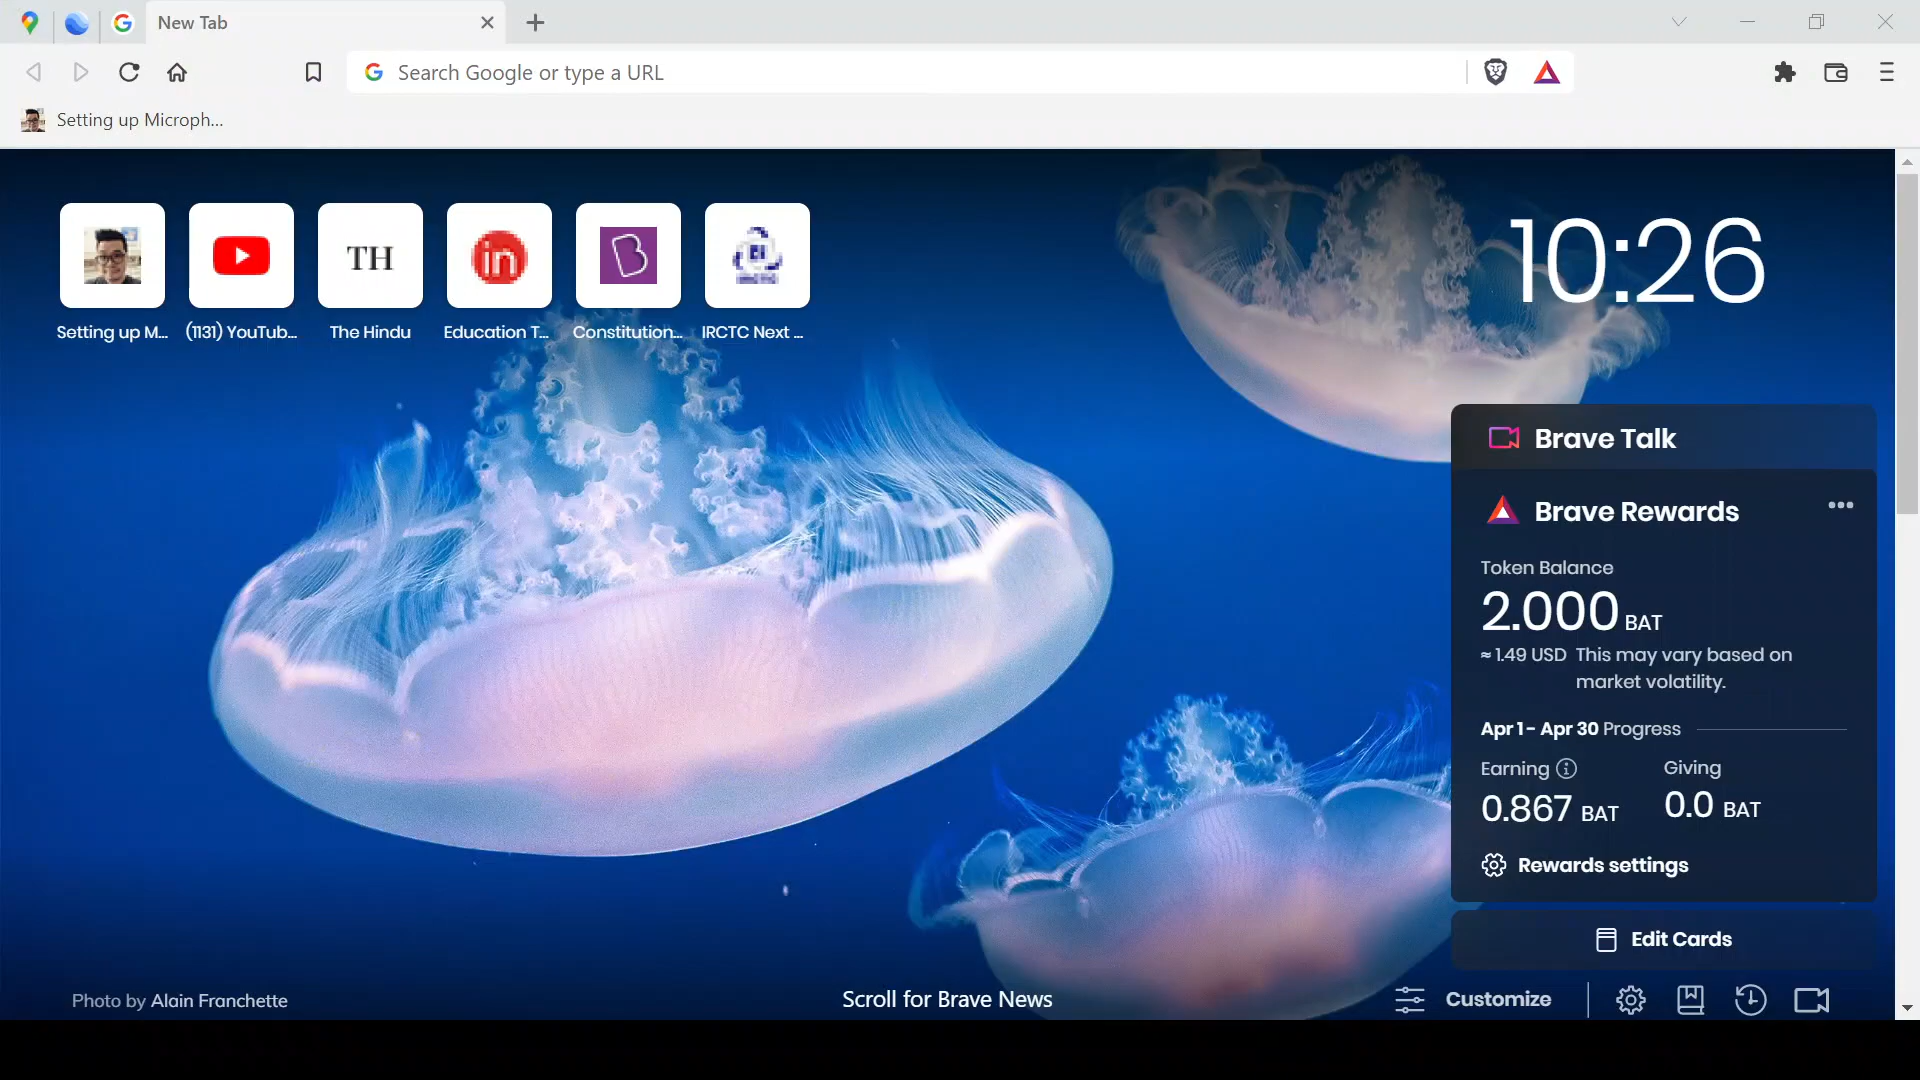 New Tab
Search Google or type a URL
Setting up Microph...
TH
in
B
Setting up M...
(1131) YouTub...
The Hindu
Education T...
Constitution...
IRCTC Next ...
10:26
Brave Talk
Brave Rewards
Token Balance
2.000 BAT
≈ 1.49 USD This may vary based on
market volatility.
Apr 1 - Apr 30 Progress
Earning
Giving
0.867 BAT
0.0 BAT
Rewards settings
Edit Cards
Photo by Alain Franchette
Scroll for Brave News
Customize